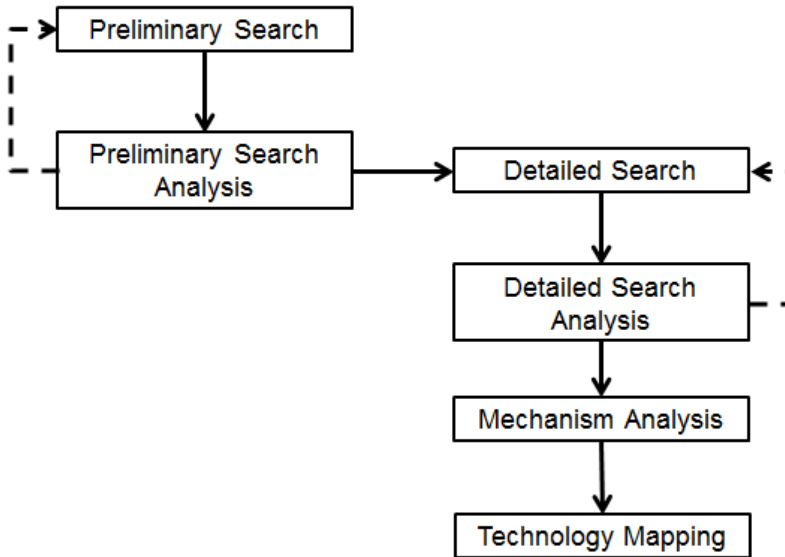 Preliminary Search
Preliminary Search
Analysis
Detailed Search
Detailed Search
Analysis
Mechanism Analysis
Technology Mapping